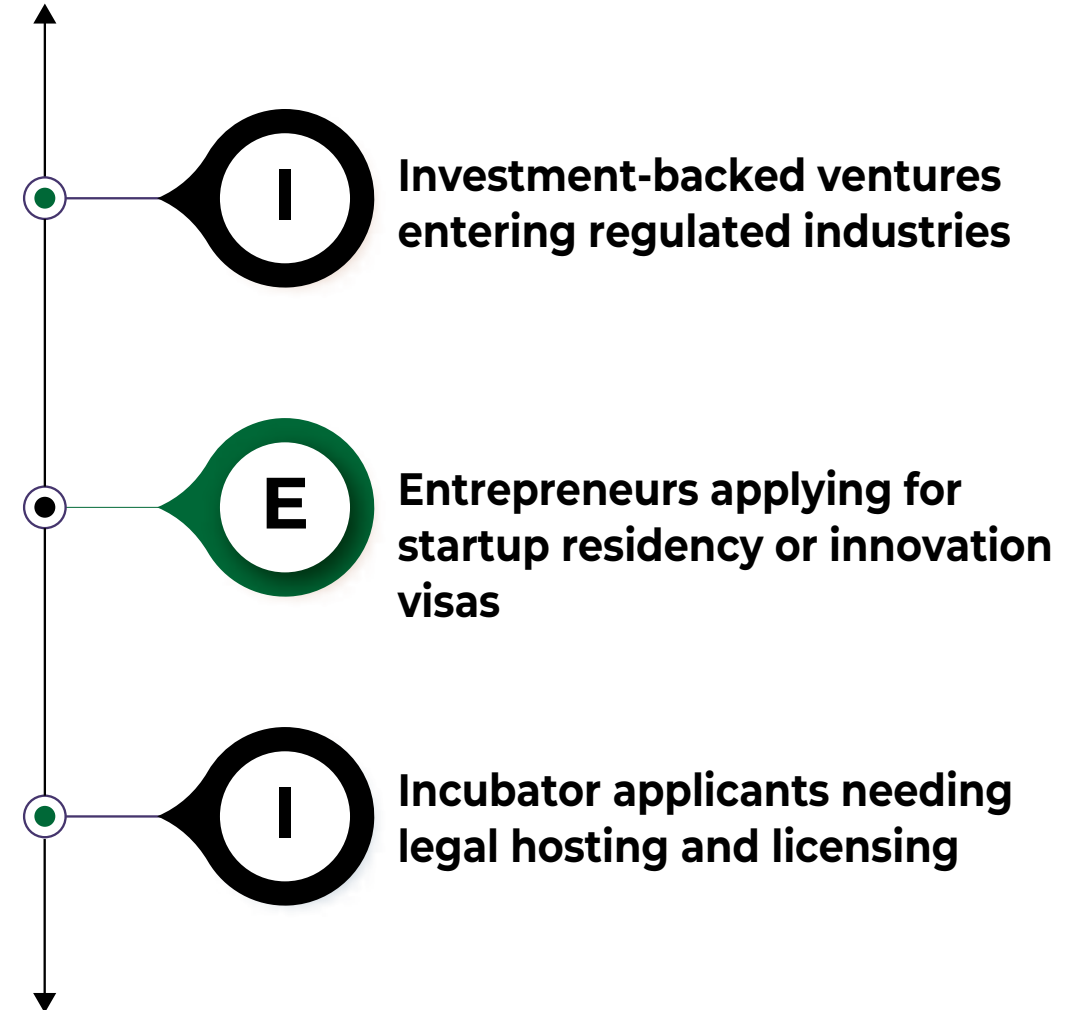 I
Investment-backed ventures
entering regulated industries
E
Entrepreneurs applying for
startup residency or innovation
visas
I
Incubator applicants needing
legal hosting and licensing